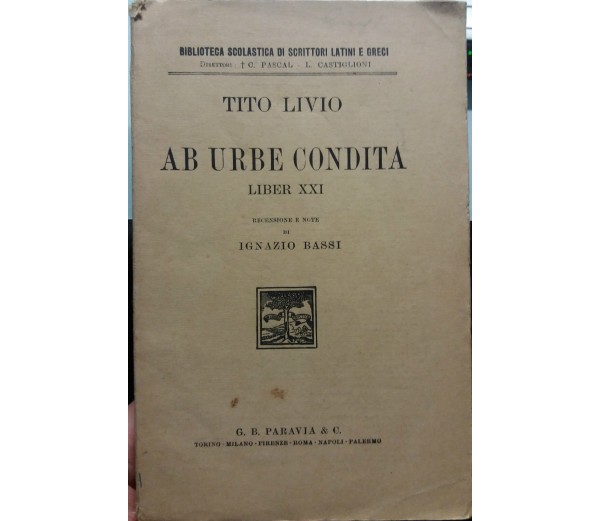 BIBLIOTECA SCOLASTICA DI SCRITTORI LATINI E GRECI
DIRETTORI: † C. PASCAL - L. CASTIGLIONI
TITO LIVIO
AB URBE CONDITA
LIBER XXI
RECENSIONE E NOTE
DI
IGNAZIO BASSI
G. B. PARAVIA & C.
TORINO - MILANO - FIRENZE - ROMA - NAPOLI - PALERMO